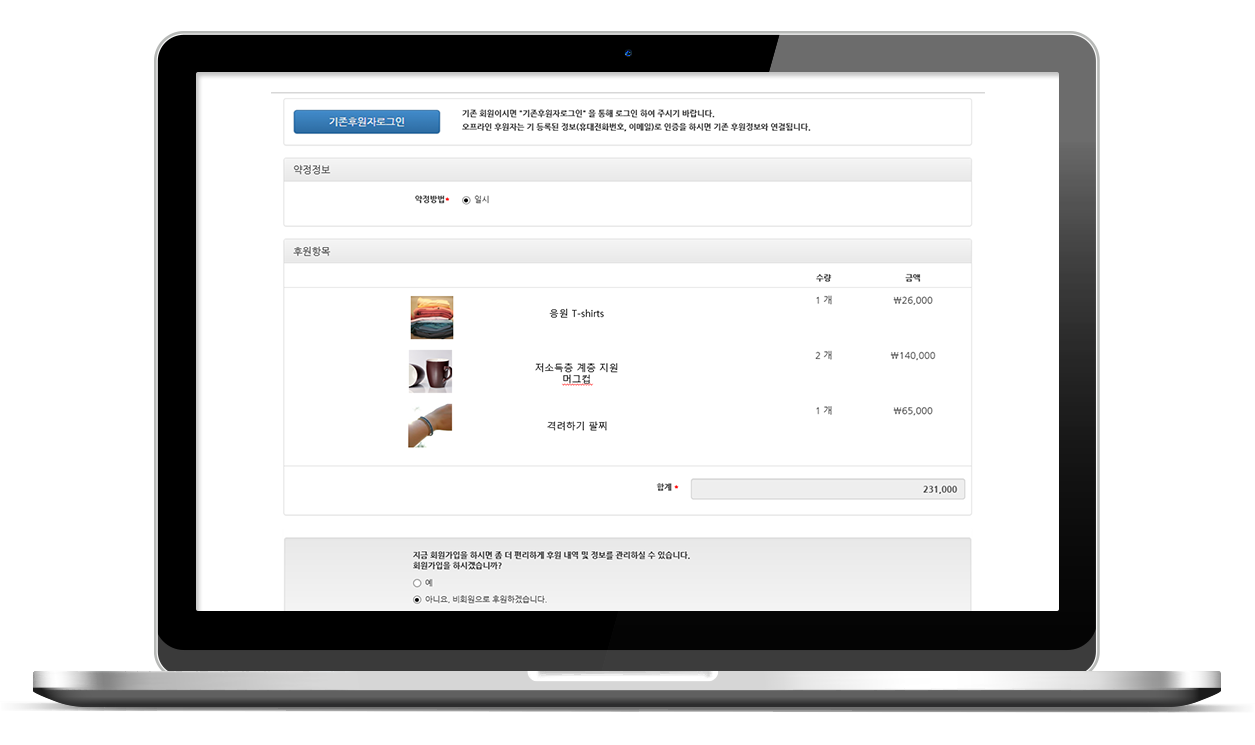 기존후원자로그인
기존 회원이시면 "기존후원자로그인" 을 통해 로그인 하여 주시기 바랍니다.
오프라인 후원자는 기 등록된 정보(휴대전화번호, 이메일)로 인증을 하시면 기존 후원정보와 연결됩니다.
약정정보
약정방법* 일시
후원항목
수량 금액
응원 T-shirts 1 개 ₩26,000
저소득층 계층 지원
머그컵
2 개 ₩140,000
격려하기 팔찌 1 개 ₩65,000
합계 * 231,000
지금 회원가입을 하시면 좀 더 편리하게 후원 내역 및 정보를 관리하실 수 있습니다.
회원가입을 하시겠습니까?
예
아니요, 비회원으로 후원하겠습니다.